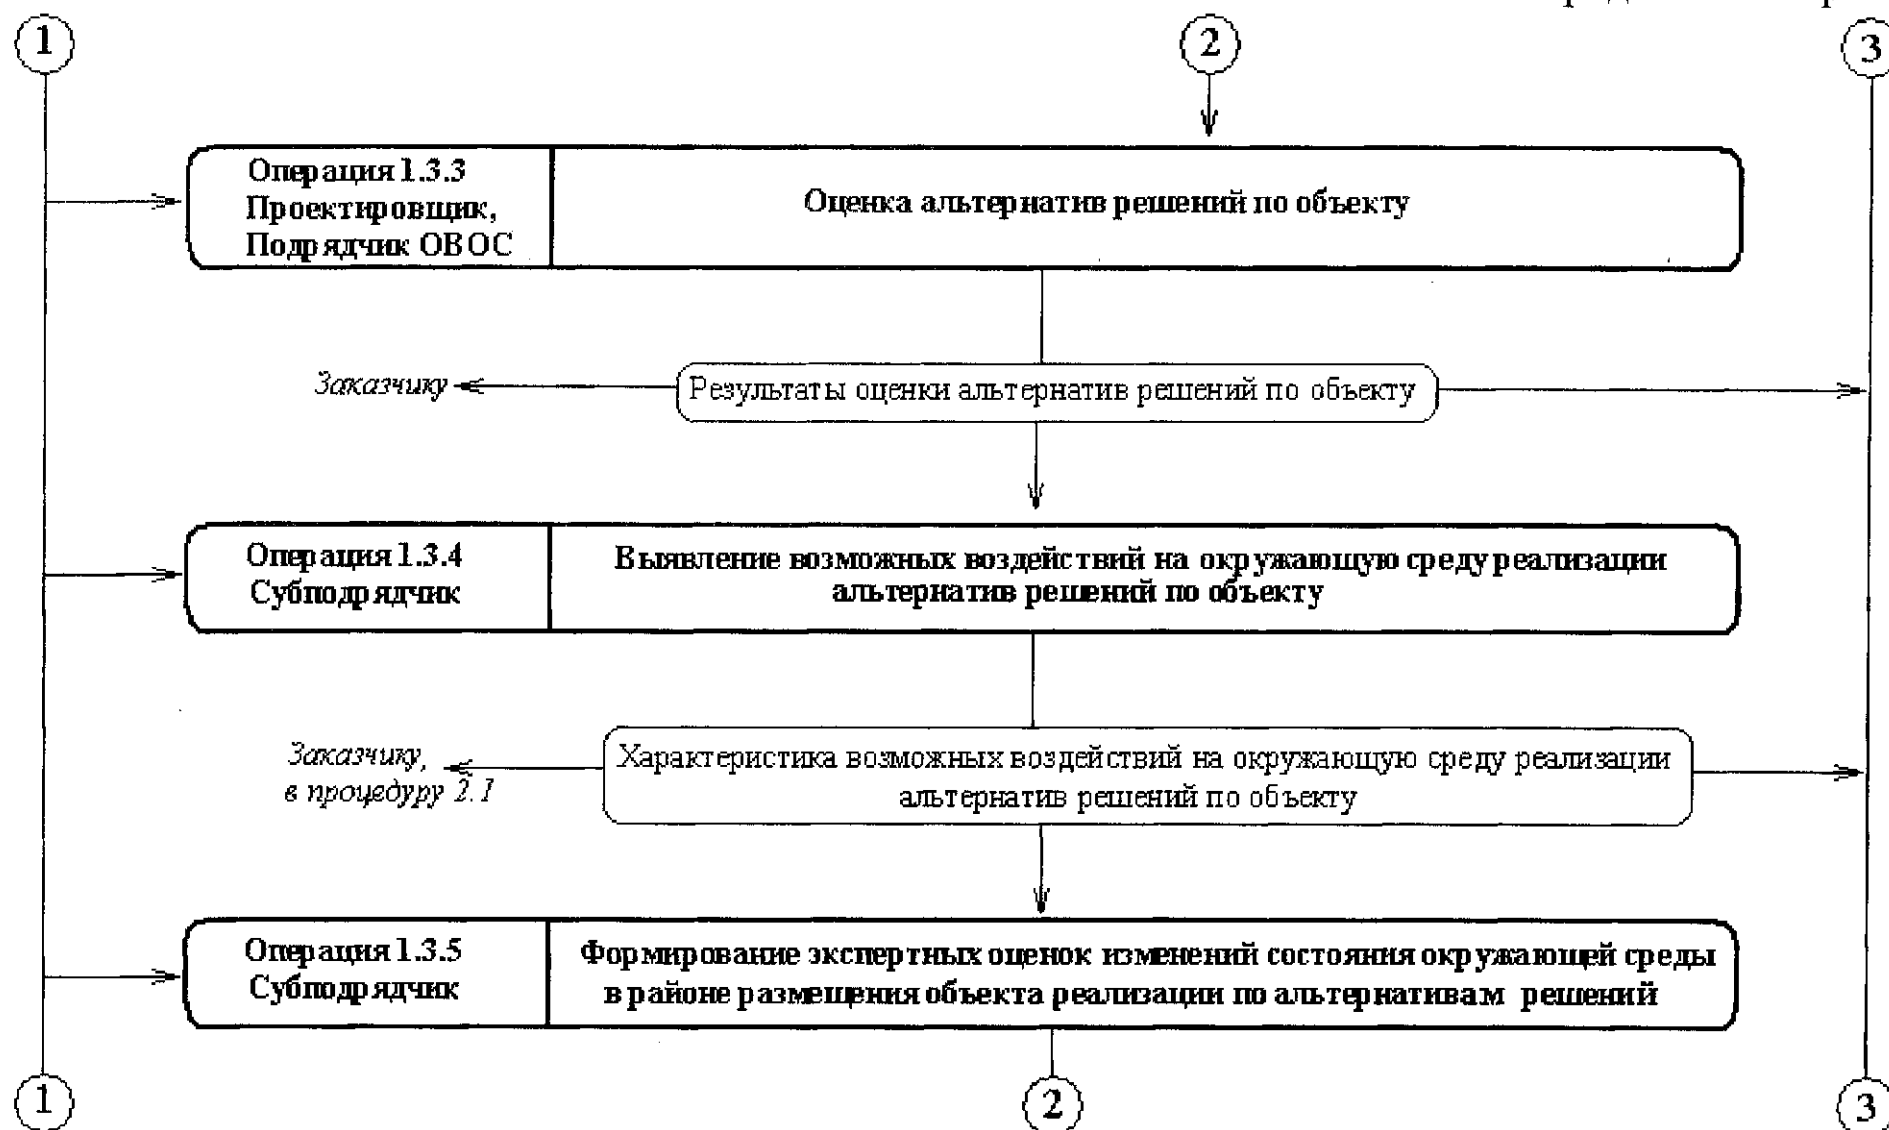 1
2
3
Операция 1.3.3
Проектировщик,
Подрядчик ОВОС
Оценка альтернатив решений по объекту
Заказчику
Результаты оценки альтернатив решений по объекту
Операция 1.3.4
Субподрядчик
Выявление возможных воздействий на окружающую среду реализации
альтернатив решений по объекту
Заказчику,
в процедуру 2.1
Характеристика возможных воздействий на окружающую среду реализации
альтернатив решений по объекту
Операция 1.3.5
Субподрядчик
Формирование экспертных оценок изменений состояния окружающей среды
в районе размещения объекта реализации по альтернативам решений
1
2
3